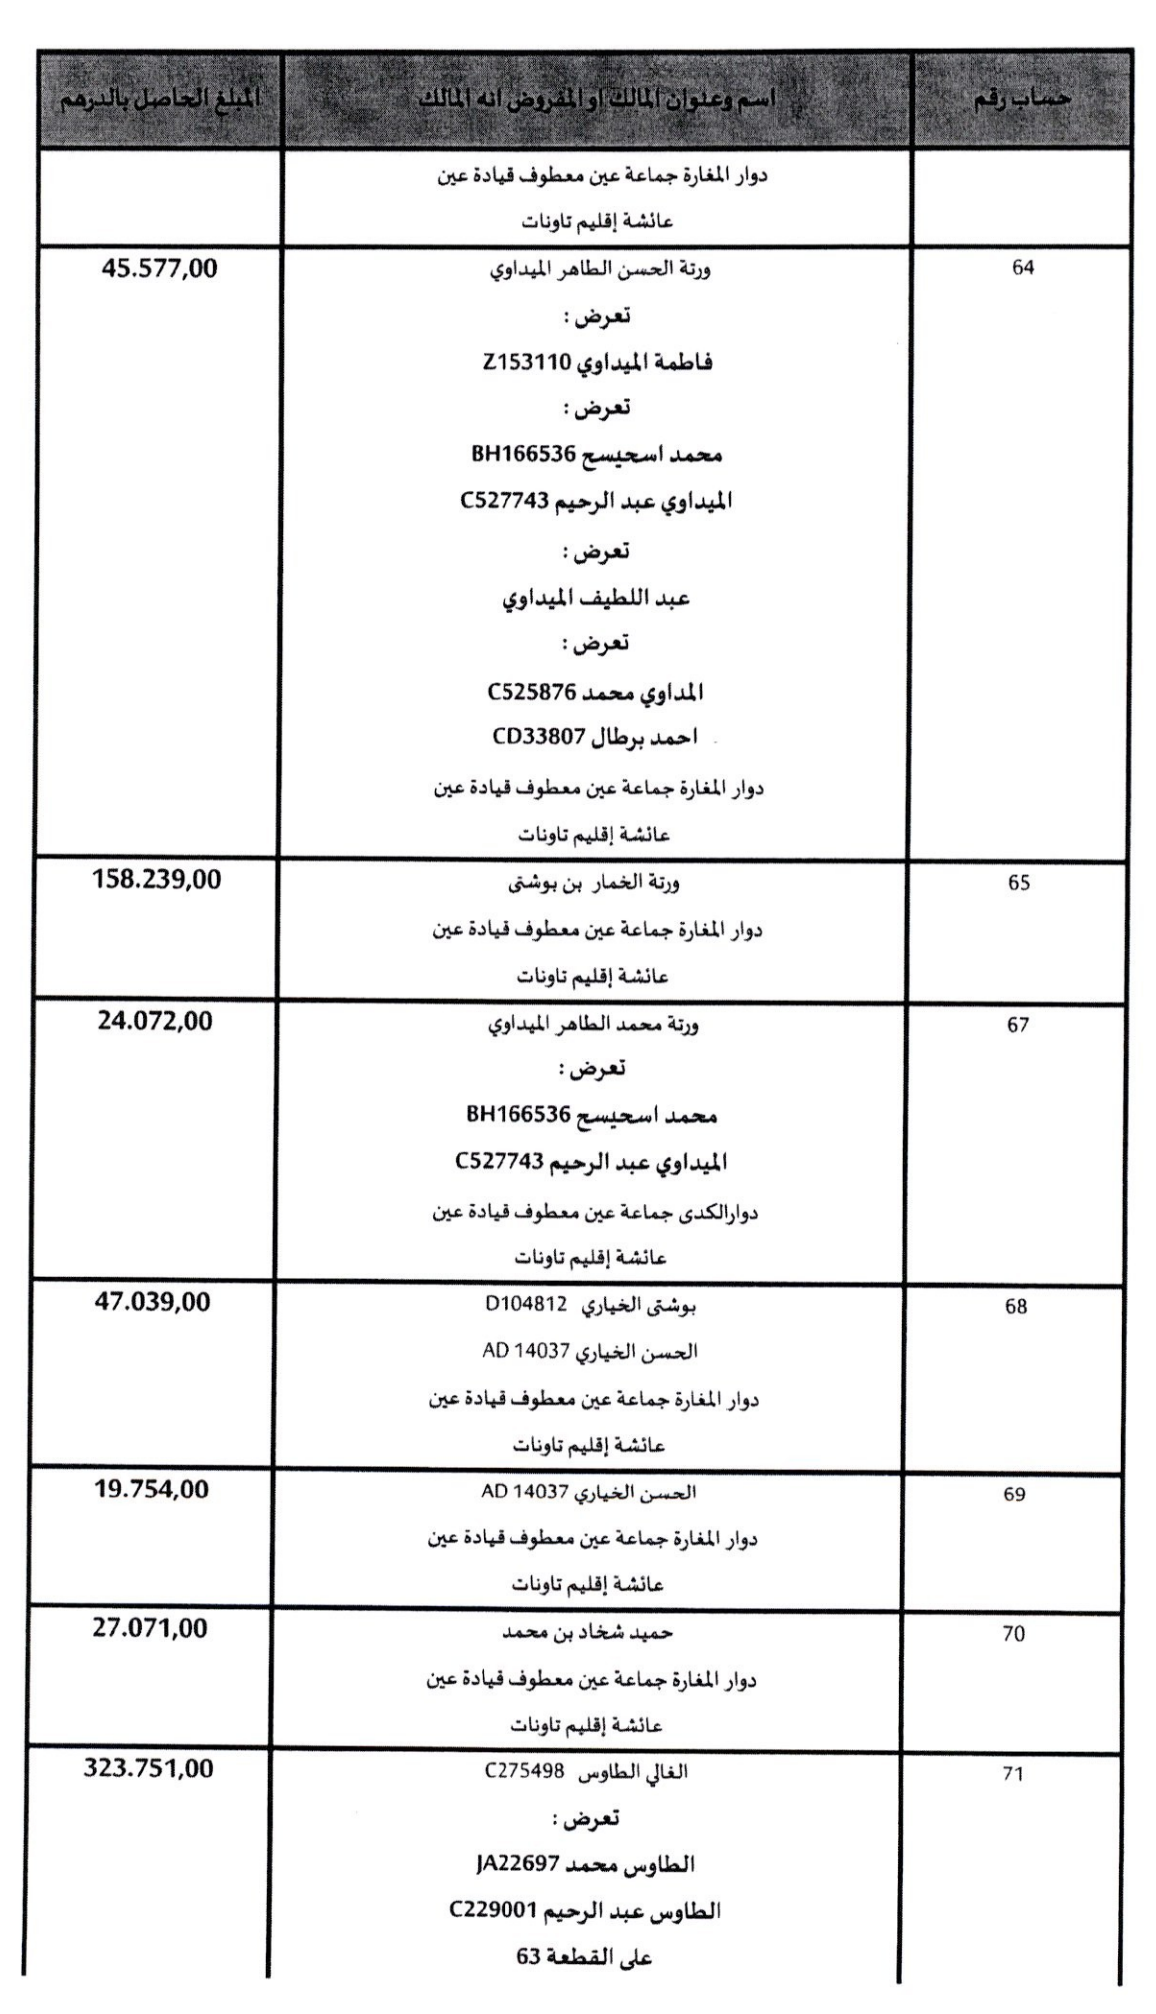 حساب رقم
اسم وعنوان المالك او المفروض انه المالك
المبلغ الحاصل بالدرهم
دوار المغارة جماعة عين معطوف قيادة عين
عائشة إقليم تاونات
64
ورتة الحسن الطاهر الميداوي
45.577,00
تعرض :
فاطمة الميداوي Z153110
تعرض :
محمد اسحيسح BH166536
الميداوي عبد الرحيم C527743
تعرض :
عبد اللطيف الميداوي
تعرض :
المداوي محمد C525876
احمد برطال CD33807
دوار المغارة جماعة عين معطوف قيادة عين
عائشة إقليم تاونات
65
ورتة الخمار بن بوشتى
158.239,00
دوار المغارة جماعة عين معطوف قيادة عين
عائشة إقليم تاونات
67
ورتة محمد الطاهر الميداوي
24.072,00
تعرض :
محمد اسحيسح BH166536
الميداوي عبد الرحيم C527743
دوارالكدى جماعة عين معطوف قيادة عين
عائشة إقليم تاونات
68
بوشتى الخياري D104812
47.039,00
الحسن الخياري AD 14037
دوار المغارة جماعة عين معطوف قيادة عين
عائشة إقليم تاونات
69
الحسن الخياري AD 14037
19.754,00
دوار المغارة جماعة عين معطوف قيادة عين
عائشة إقليم تاونات
70
حميد شخاد بن محمد
27.071,00
دوار المغارة جماعة عين معطوف قيادة عين
عائشة إقليم تاونات
71
الغالي الطاوس C275498
323.751,00
تعرض :
الطاوس محمد JA22697
الطاوس عبد الرحيم C229001
على القطعة 63